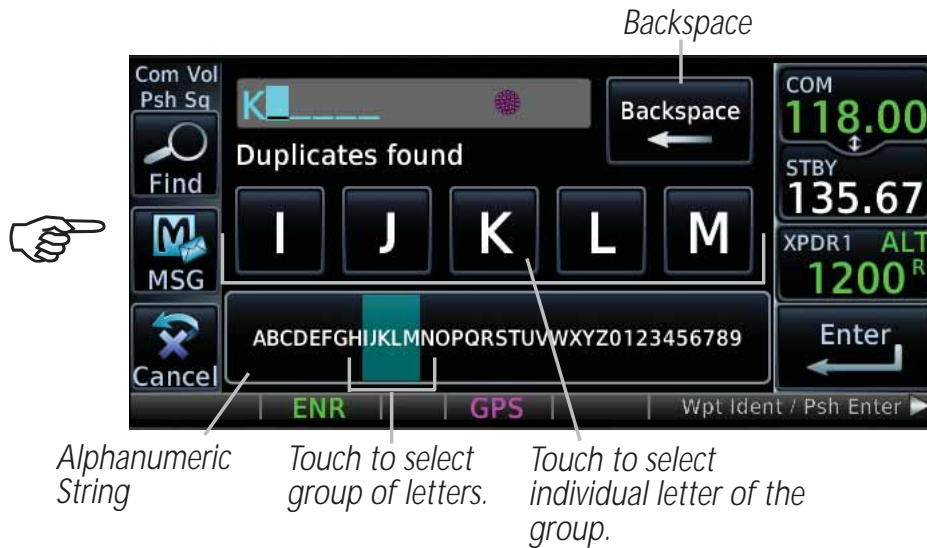 Backspace
Com Vol
Psh Sq
K_____
Backspace
COM
118.00
Find
Duplicates found
STBY
135.67
MSG
I J K L M
XPDR1 ALT
1200 R
Cancel
ABCDEFGHIJKLMNOPQRSTUVWXYZ0123456789
Enter
ENR GPS Wpt Ident / Psh Enter
Alphanumeric
String
Touch to select
group of letters.
Touch to select
individual letter of the
group.